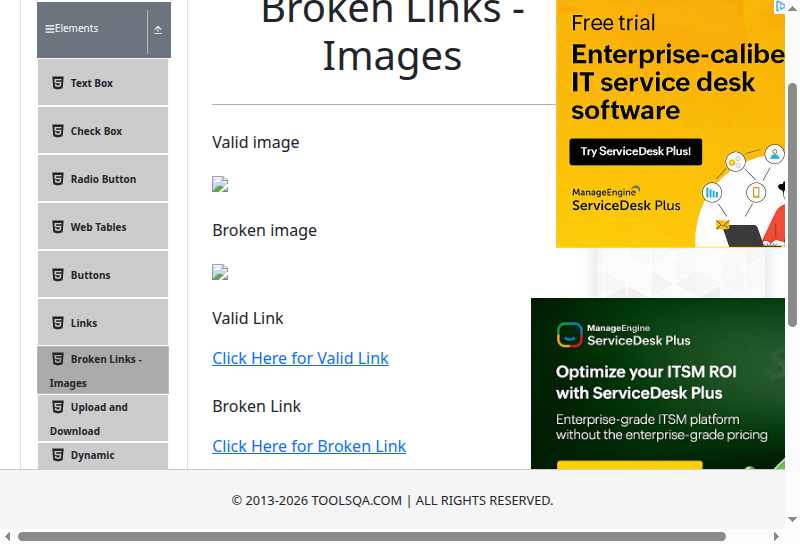 Broken Links -
Images
Elements
Text Box
Check Box
Radio Button
Web Tables
Buttons
Links
Broken Links -
Images
Upload and
Download
Dynamic
Valid image
Broken image
Valid Link
Click Here for Valid Link
Broken Link
Click Here for Broken Link
Free trial
Enterprise-calibe
IT service desk
software
Try ServiceDesk Plus!
ManageEngine
ServiceDesk Plus
ManageEngine
ServiceDesk Plus
Optimize your ITSM ROI
with ServiceDesk Plus
Enterprise-grade ITSM platform
without the enterprise-grade pricing
© 2013-2026 TOOLSQA.COM | ALL RIGHTS RESERVED.